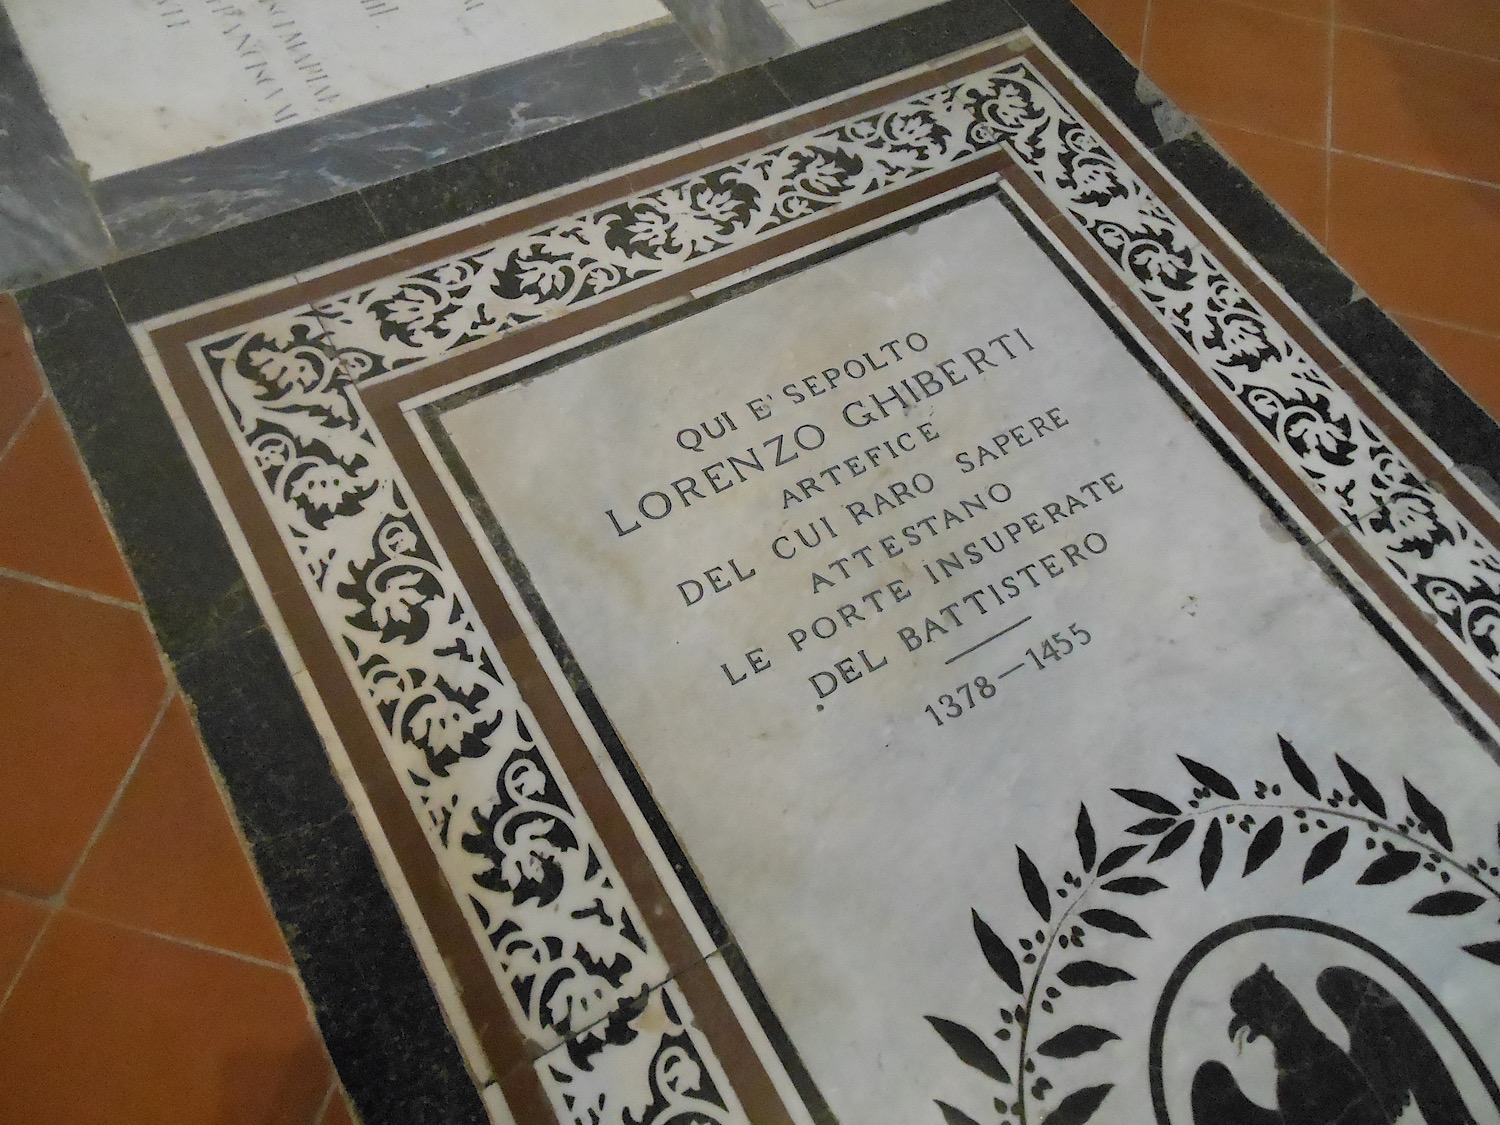 QUI E' SEPOLTO
LORENZO GHIBERTI
ARTEFICE
DEL CUI RARO SAPERE
ATTESTANO
LE PORTE INSUPERATE
DEL BATTISTERO
1378-1455